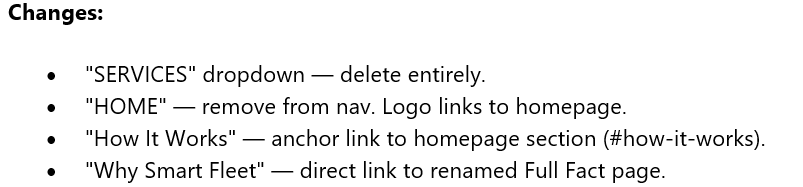 Changes:
• "SERVICES" dropdown — delete entirely.
• "HOME" — remove from nav. Logo links to homepage.
• "How It Works" — anchor link to homepage section (#how-it-works).
• "Why Smart Fleet" — direct link to renamed Full Fact page.